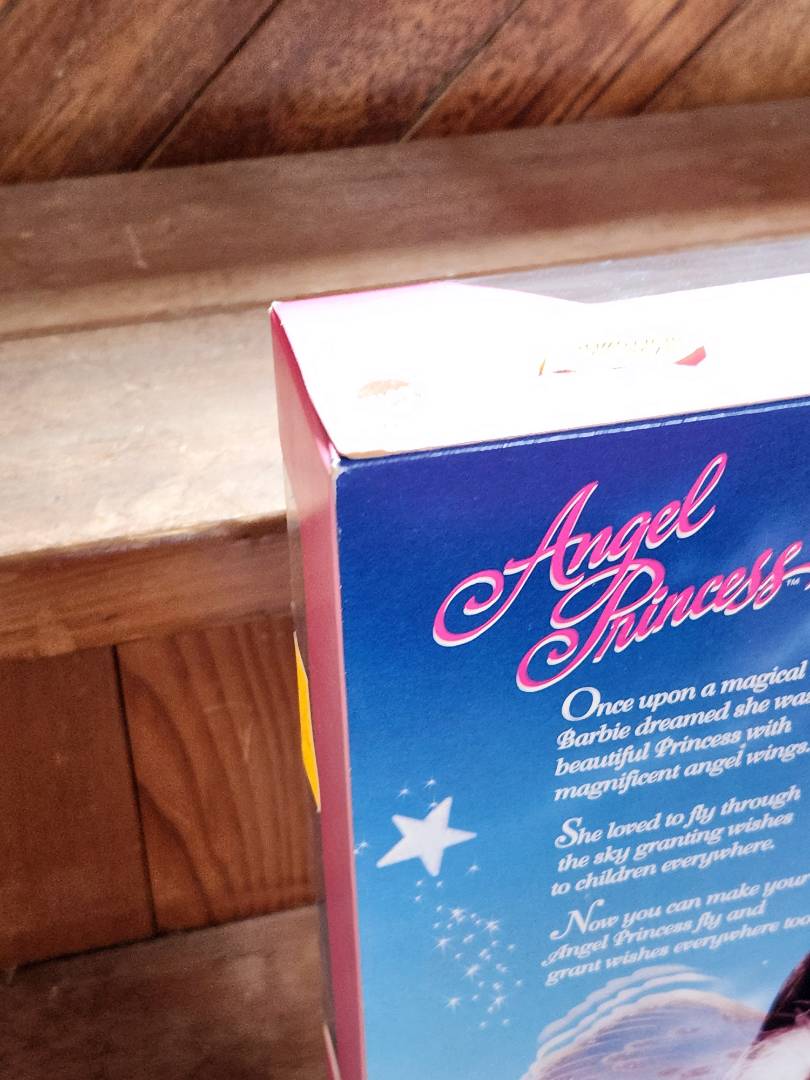 Angel
Princess™
Once upon a magical
Barbie dreamed she was
beautiful Princess with
magnificent angel wings.
She loved to fly through
the sky granting wishes
to children everywhere.
Now you can make your
Angel Princess fly and
grant wishes everywhere too